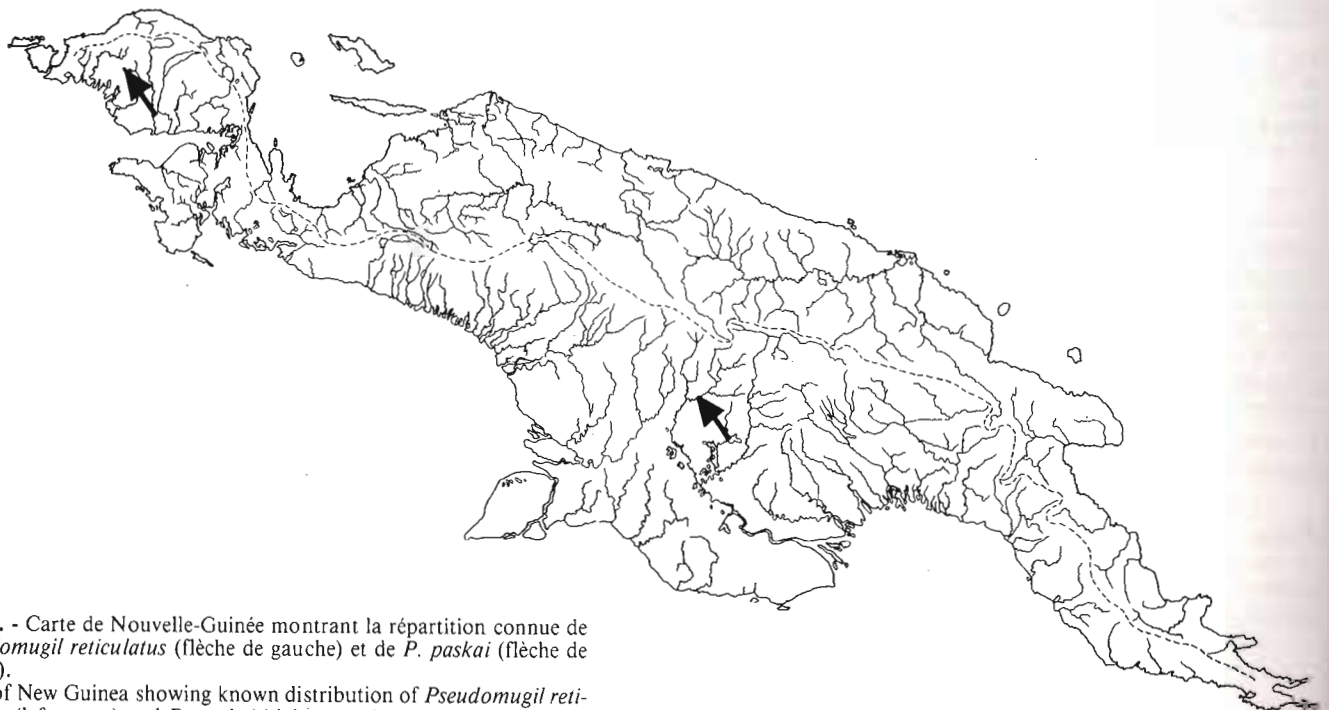 . - Carte de Nouvelle-Guinée montrant la répartition connue de
omugil reticulatus (flèche de gauche) et de P. paskai (flèche de
).
of New Guinea showing known distribution of Pseudomugil reti-